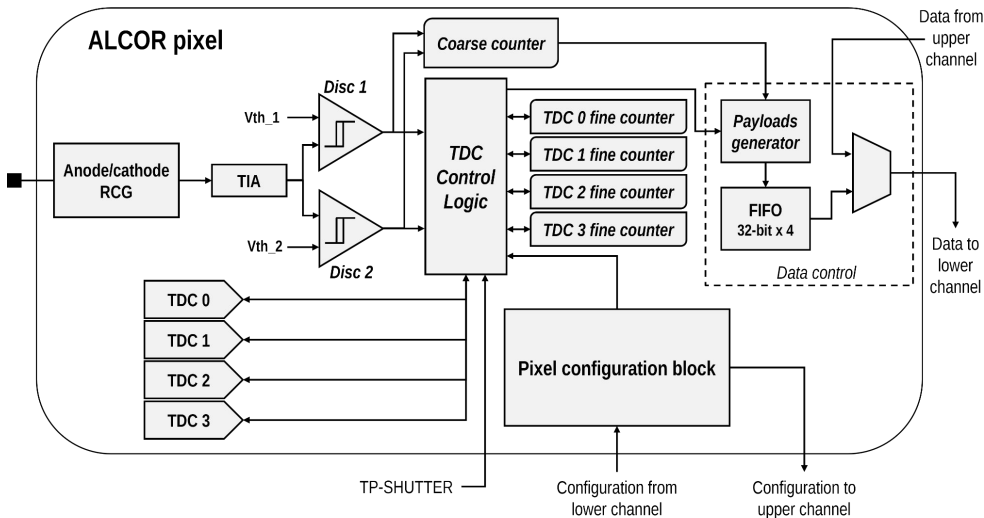 ALCOR pixel
Data from
upper
channel
Coarse counter
Disc 1
Vth_1
TDC 0 fine counter
Payloads
generator
TDC 1 fine counter
Anode/cathode
RCG
TIA
TDC
Control
Logic
TDC 2 fine counter
FIFO
32-bit x 4
TDC 3 fine counter
Vth_2
Disc 2
Data control
Data to
lower
channel
TDC 0
TDC 1
TDC 2
TDC 3
Pixel configuration block
TP-SHUTTER
Configuration from
lower channel
Configuration to
upper channel